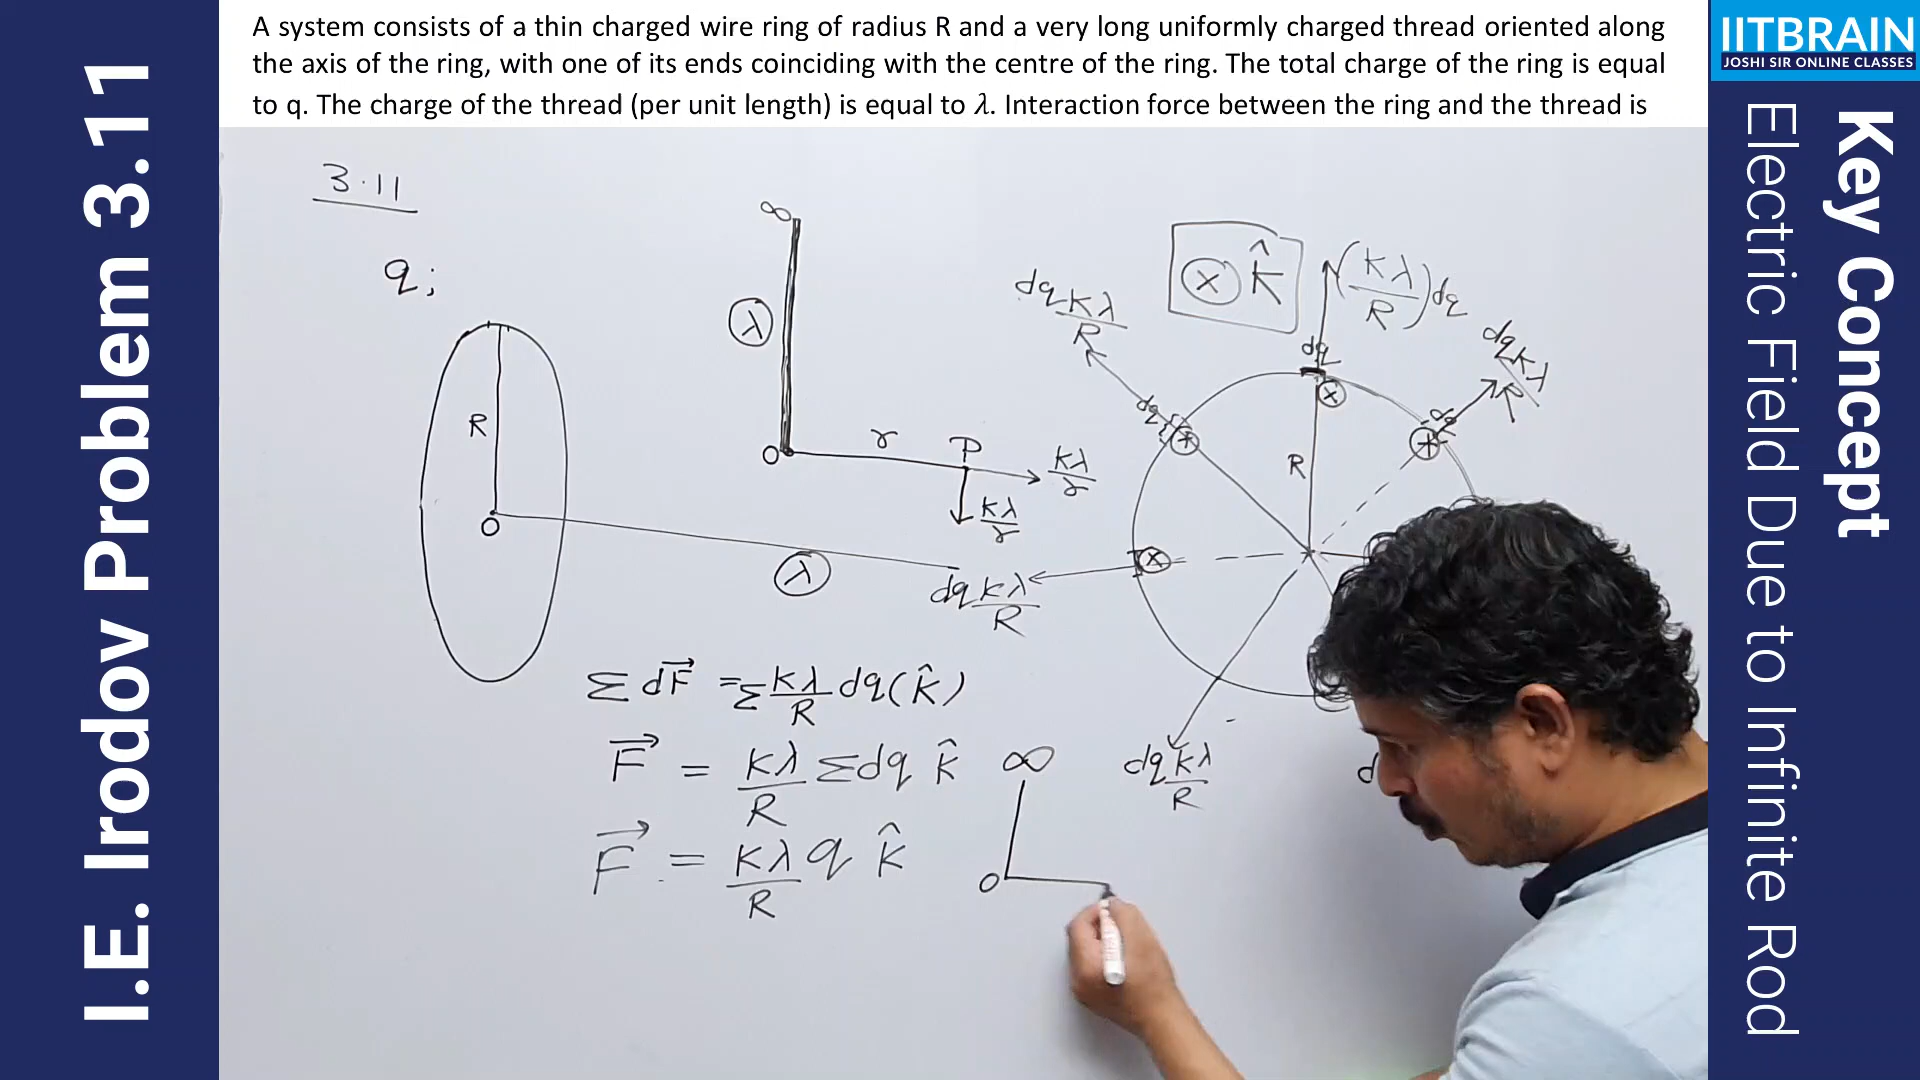 A system consists of a thin charged wire ring of radius R and a very long uniformly charged thread oriented along
the axis of the ring, with one of its ends coinciding with the centre of the ring. The total charge of the ring is equal
to q. The charge of the thread (per unit length) is equal to λ. Interaction force between the ring and the thread is
IITBRAIN
JOSHI SIR ONLINE CLASSES
I.E. Irodov Problem 3.11
Key Concept
Electric Field Due to Infinite Rod
3.11
q;
R
O
λ
∞
λ
O
r
P
Kλ/r
Kλ/r
⊗ K̂
dq Kλ/R
(Kλ/R) dq
dq Kλ/R
dq
dq
dq
R
dq Kλ/R
dq Kλ/R
d
Σ dF⃗ = Σ Kλ/R dq (K̂)
F⃗ = Kλ/R Σ dq K̂
F⃗ = Kλ/R q K̂
∞
O